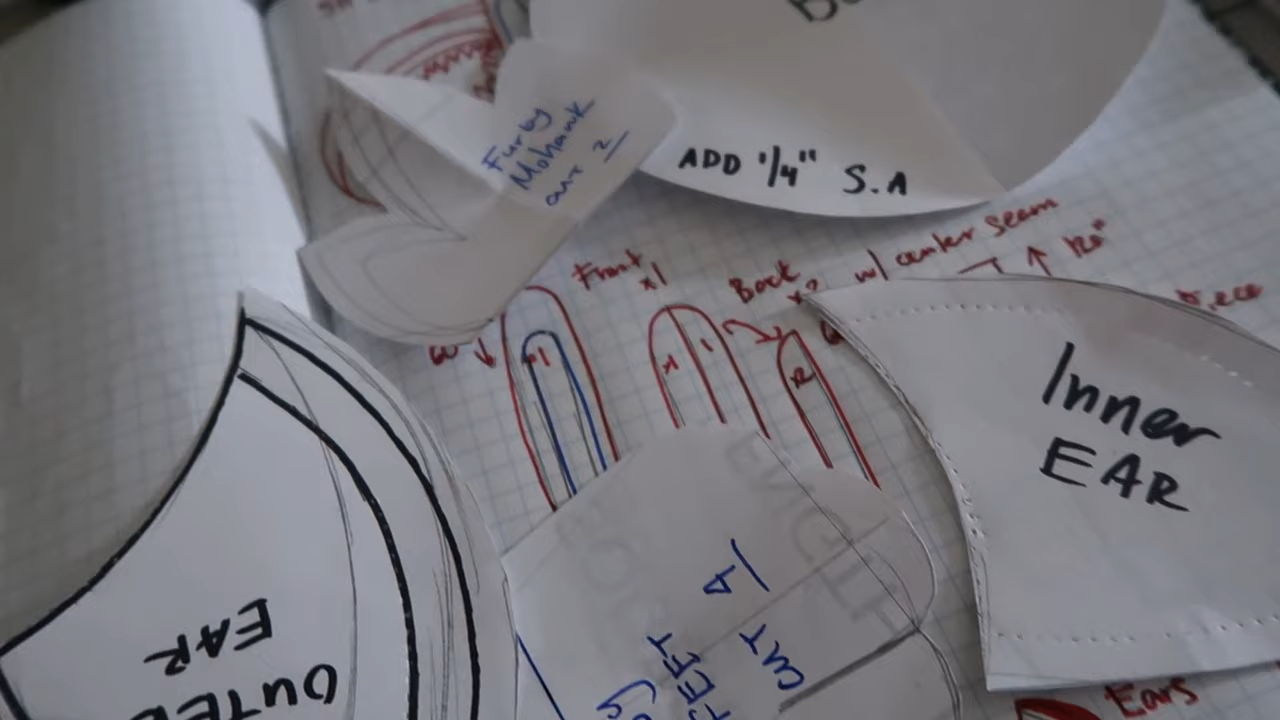 Furby
Mohawk
cut 2
ADD 1/4" S.A
Front
x1
Back
x2
w/ center seam
Inner
EAR
OUTER
EAR
FEET
CUT 4
Ears